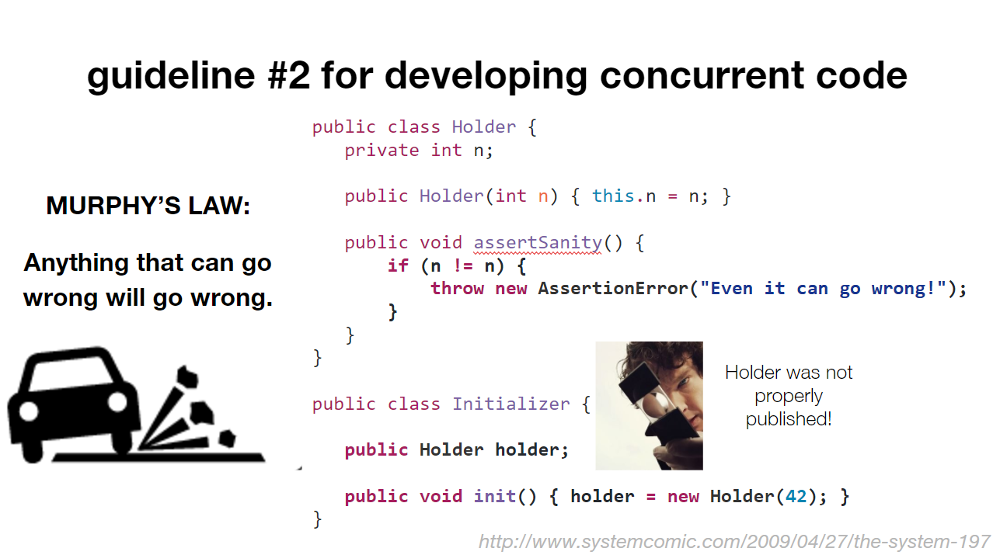 guideline #2 for developing concurrent code
MURPHY’S LAW:
Anything that can go
wrong will go wrong.
public class Holder {
private int n;
public Holder(int n) { this.n = n; }
public void assertSanity() {
if (n != n) {
throw new AssertionError("Even it can go wrong!");
}
}
}
Holder was not
properly
published!
public class Initializer {
public Holder holder;
public void init() { holder = new Holder(42); }
}
http://www.systemcomic.com/2009/04/27/the-system-197